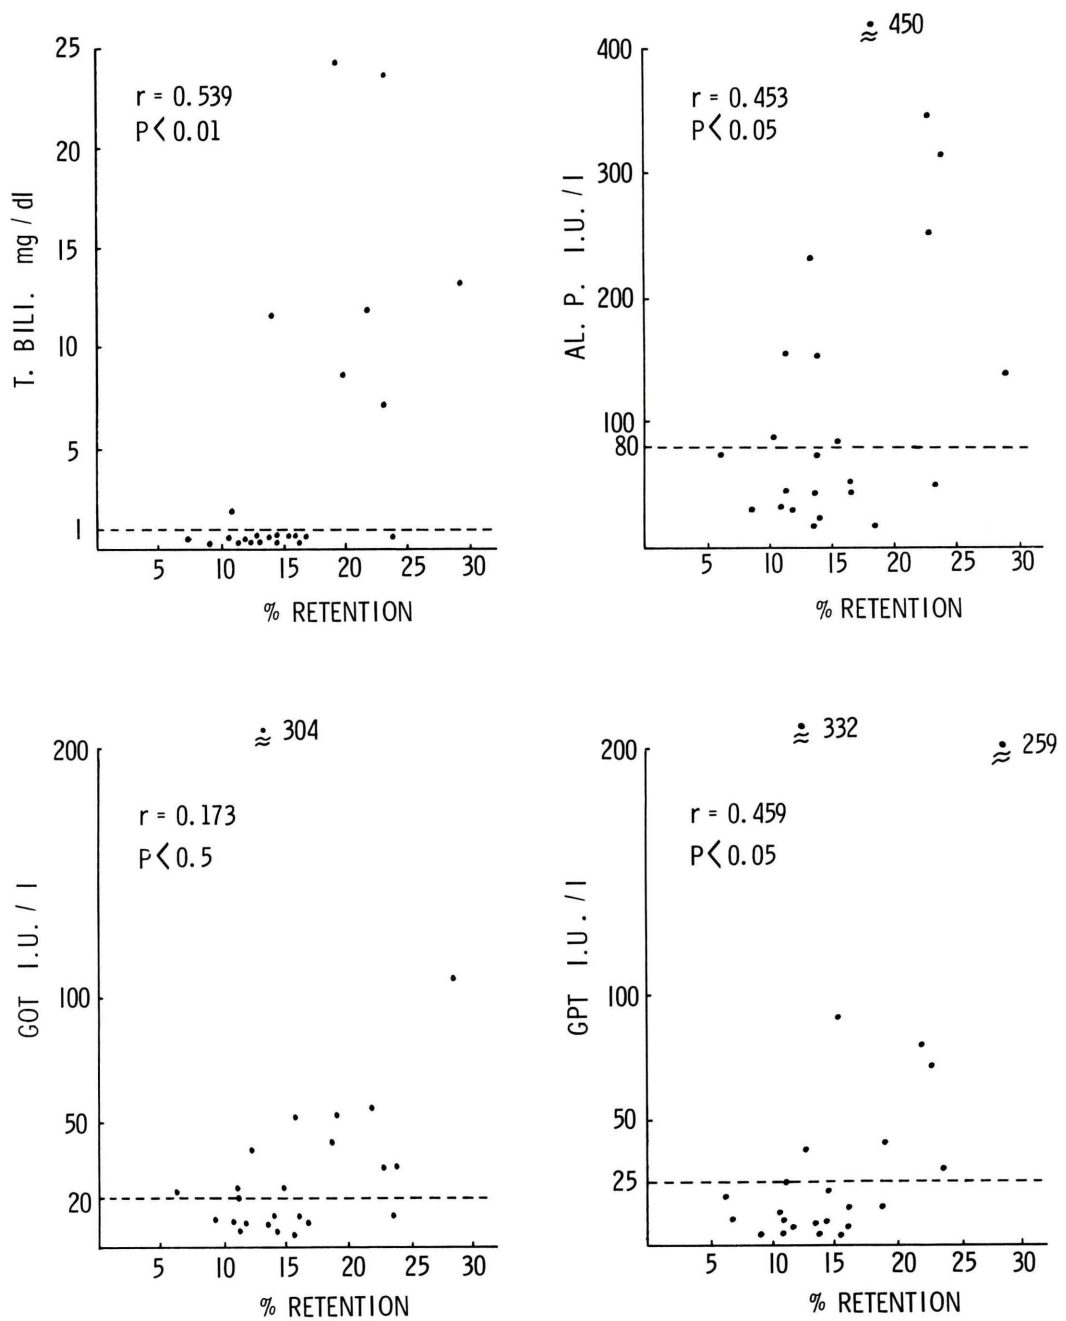 25
20
15
10
5
1
T. BILI. mg / dl
r = 0.539
P < 0.01
5 10 15 20 25 30
% RETENTION
≈ 450
400
300
200
100
80
AL. P. I.U. / l
r = 0.453
P < 0.05
5 10 15 20 25 30
% RETENTION
≈ 304
200
100
50
20
GOT I.U. / l
r = 0.173
P < 0.5
5 10 15 20 25 30
% RETENTION
≈ 332
≈ 259
200
100
50
25
GPT I.U. / l
r = 0.459
P < 0.05
5 10 15 20 25 30
% RETENTION